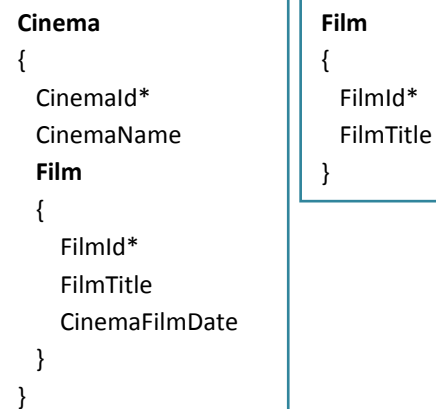 Cinema
{
CinemaId*
CinemaName
Film
{
FilmId*
FilmTitle
CinemaFilmDate
}
}
Film
{
FilmId*
FilmTitle
}